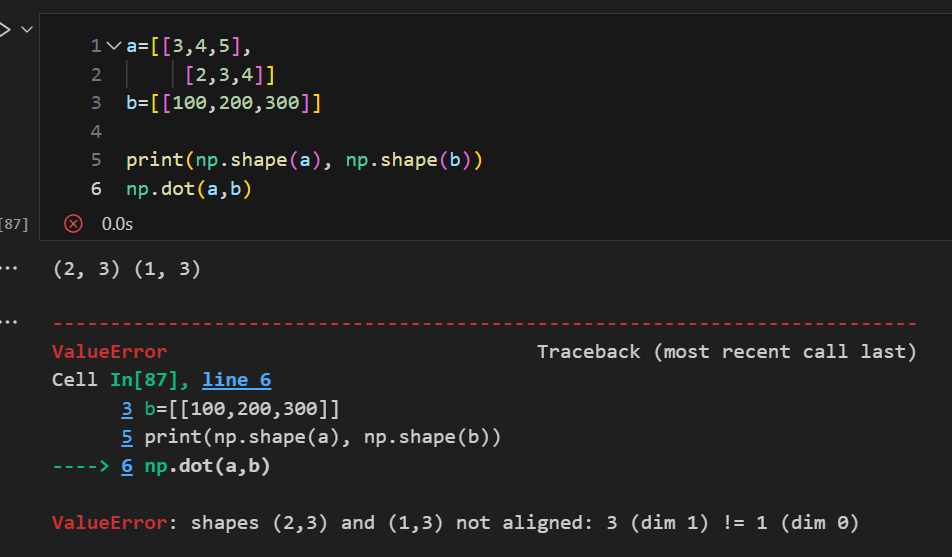 1 a=[[3,4,5],
2 [2,3,4]]
3 b=[[100,200,300]]
4
5 print(np.shape(a), np.shape(b))
6 np.dot(a,b)
[87] 0.0s
... (2, 3) (1, 3)
... ---------------------------------------------------------------------------
ValueError Traceback (most recent call last)
Cell In[87], line 6
3 b=[[100,200,300]]
5 print(np.shape(a), np.shape(b))
----> 6 np.dot(a,b)
ValueError: shapes (2,3) and (1,3) not aligned: 3 (dim 1) != 1 (dim 0)